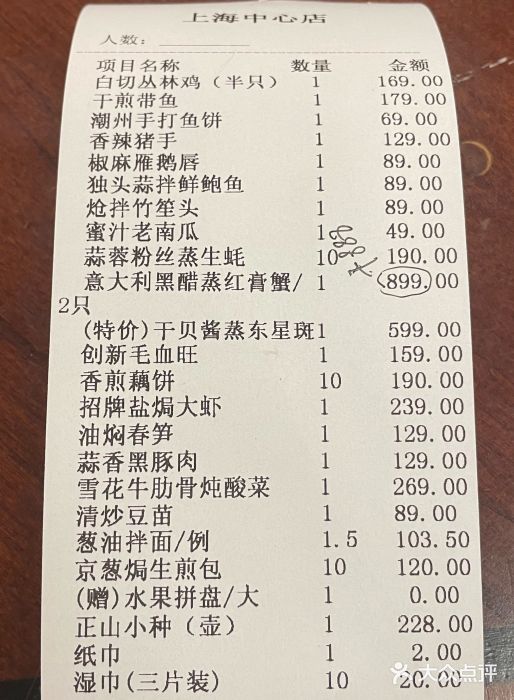 上海中心店
人数：
项目名称 数量 金额
白切丛林鸡（半只） 1 169.00
干煎带鱼 1 179.00
潮州手打鱼饼 1 69.00
香辣猪手 1 129.00
椒麻雁鹅唇 1 89.00
独头蒜拌鲜鲍鱼 1 89.00
炝拌竹笙头 1 89.00
蜜汁老南瓜 1 49.00
蒜蓉粉丝蒸生蚝 10 190.00
意大利黑醋蒸红膏蟹/ 1 899.00
2只
(特价)干贝酱蒸东星斑1 599.00
创新毛血旺 1 159.00
香煎藕饼 10 190.00
招牌盐焗大虾 1 239.00
油焖春笋 1 129.00
蒜香黑豚肉 1 129.00
雪花牛肋骨炖酸菜 1 269.00
清炒豆苗 1 89.00
葱油拌面/例 1.5 103.50
京葱焗生煎包 10 120.00
(赠)水果拼盘/大 1 0.00
正山小种（壶） 1 228.00
纸巾 1 2.00
湿巾(三片装) 10 20.00
大众点评